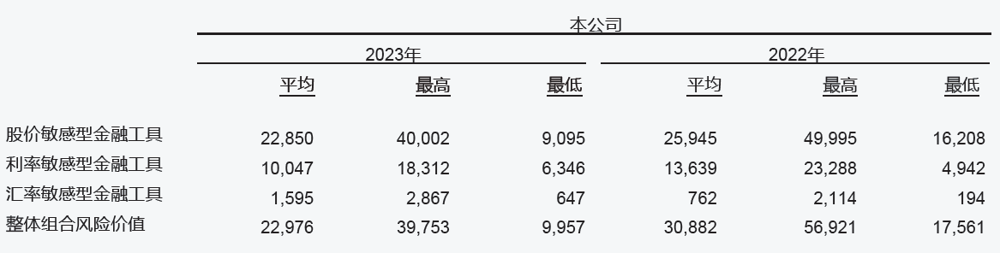 本公司
2023年 2022年
平均 最高 最低 平均 最高 最低
股价敏感型金融工具 22,850 40,002 9,095 25,945 49,995 16,208
利率敏感型金融工具 10,047 18,312 6,346 13,639 23,288 4,942
汇率敏感型金融工具 1,595 2,867 647 762 2,114 194
整体组合风险价值 22,976 39,753 9,957 30,882 56,921 17,561